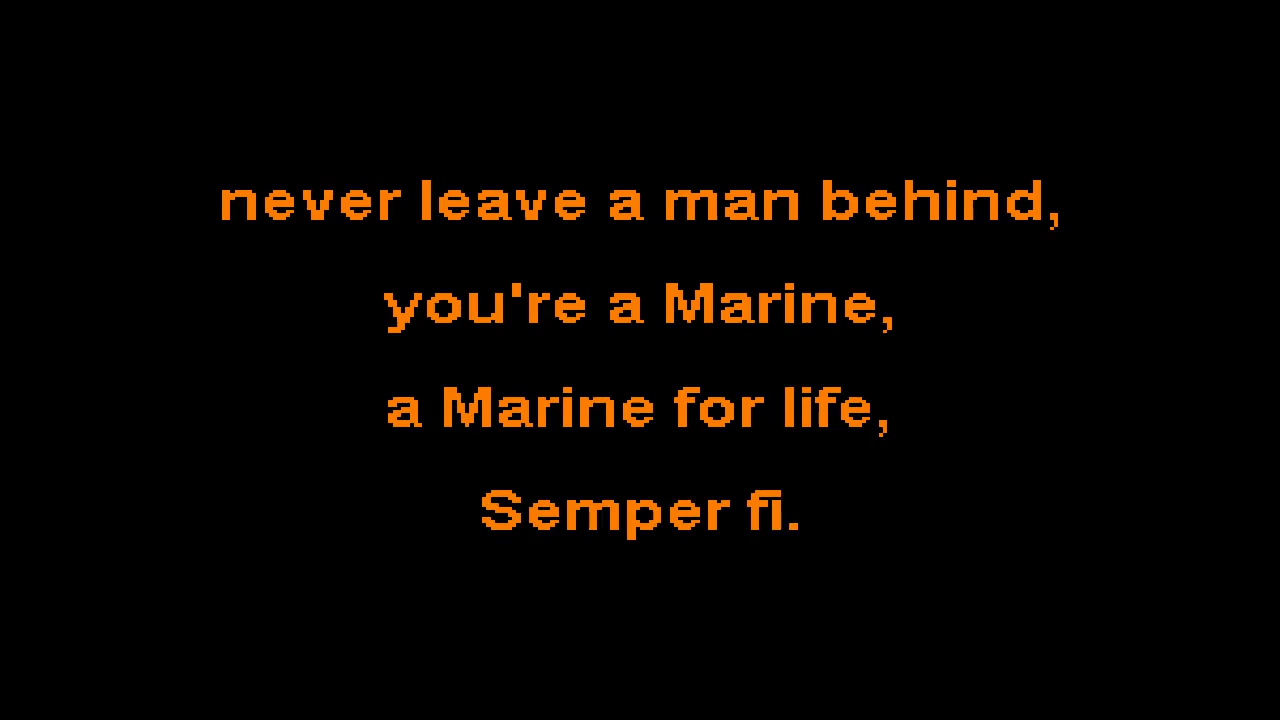 never leave a man behind,
you're a Marine,
a Marine for life,
Semper fi.